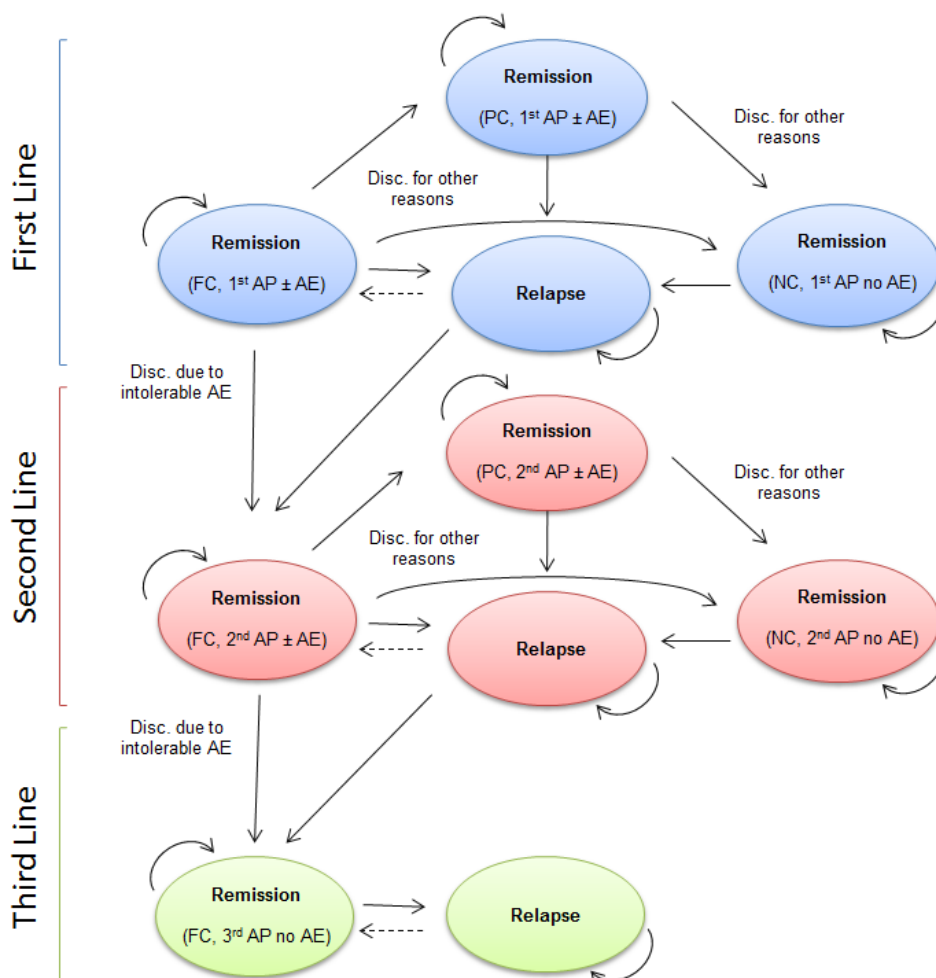 First Line
Remission
(PC, 1st AP ± AE)
Disc. for other
reasons
Disc. for other
reasons
Remission
(FC, 1st AP ± AE)
Relapse
Remission
(NC, 1st AP no AE)
Disc. due to
intolerable AE
Second Line
Remission
(PC, 2nd AP ± AE)
Disc. for other
reasons
Disc. for other
reasons
Remission
(FC, 2nd AP ± AE)
Relapse
Remission
(NC, 2nd AP no AE)
Disc. due to
intolerable AE
Third Line
Remission
(FC, 3rd AP no AE)
Relapse